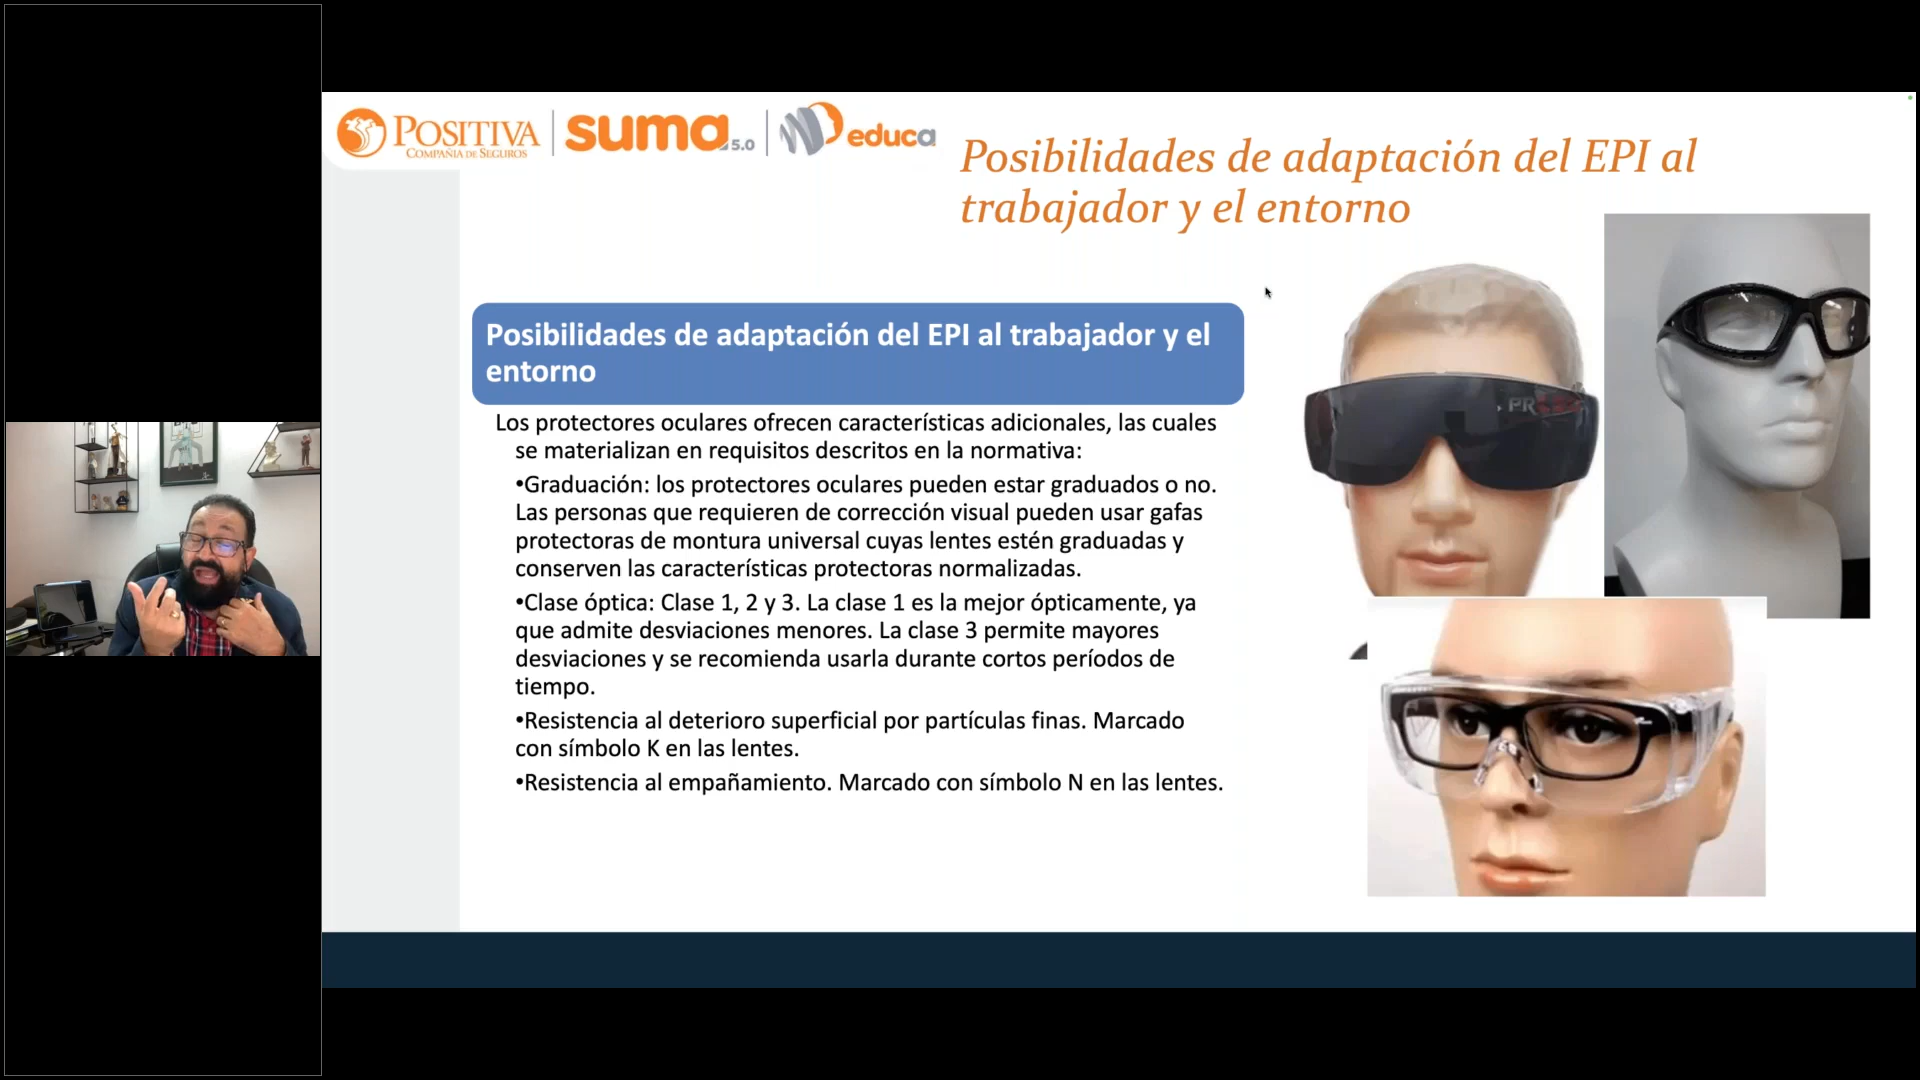 POSITIVA
COMPAÑÍA DE SEGUROS
suma 5.0
educa
Posibilidades de adaptación del EPI al
trabajador y el entorno
Posibilidades de adaptación del EPI al trabajador y el
entorno
Los protectores oculares ofrecen características adicionales, las cuales
se materializan en requisitos descritos en la normativa:
•Graduación: los protectores oculares pueden estar graduados o no.
Las personas que requieren de corrección visual pueden usar gafas
protectoras de montura universal cuyas lentes estén graduadas y
conserven las características protectoras normalizadas.
•Clase óptica: Clase 1, 2 y 3. La clase 1 es la mejor ópticamente, ya
que admite desviaciones menores. La clase 3 permite mayores
desviaciones y se recomienda usarla durante cortos períodos de
tiempo.
•Resistencia al deterioro superficial por partículas finas. Marcado
con símbolo K en las lentes.
•Resistencia al empañamiento. Marcado con símbolo N en las lentes.